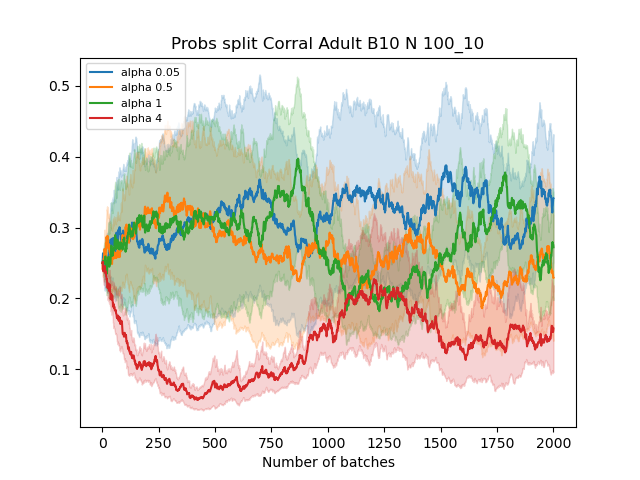 Probs split Corral Adult B10 N 100_10
alpha 0.05
alpha 0.5
alpha 1
alpha 4
0.5
0.4
0.3
0.2
0.1
0 250 500 750 1000 1250 1500 1750 2000
Number of batches